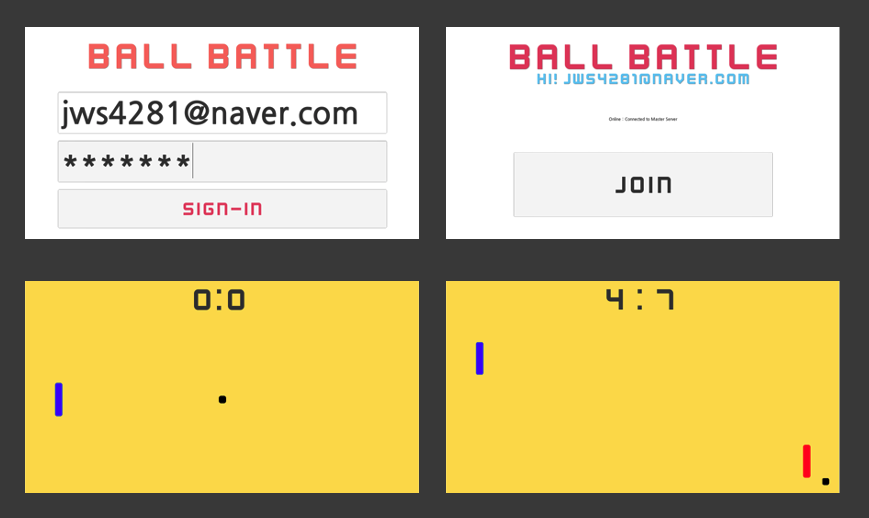 BALL BATTLE
jws4281@naver.com
*******
SIGN-IN
BALL BATTLE
HI! JWS4281@NAVER.COM
Online : Connected to Master Server
JOIN
0:0
4 : 7